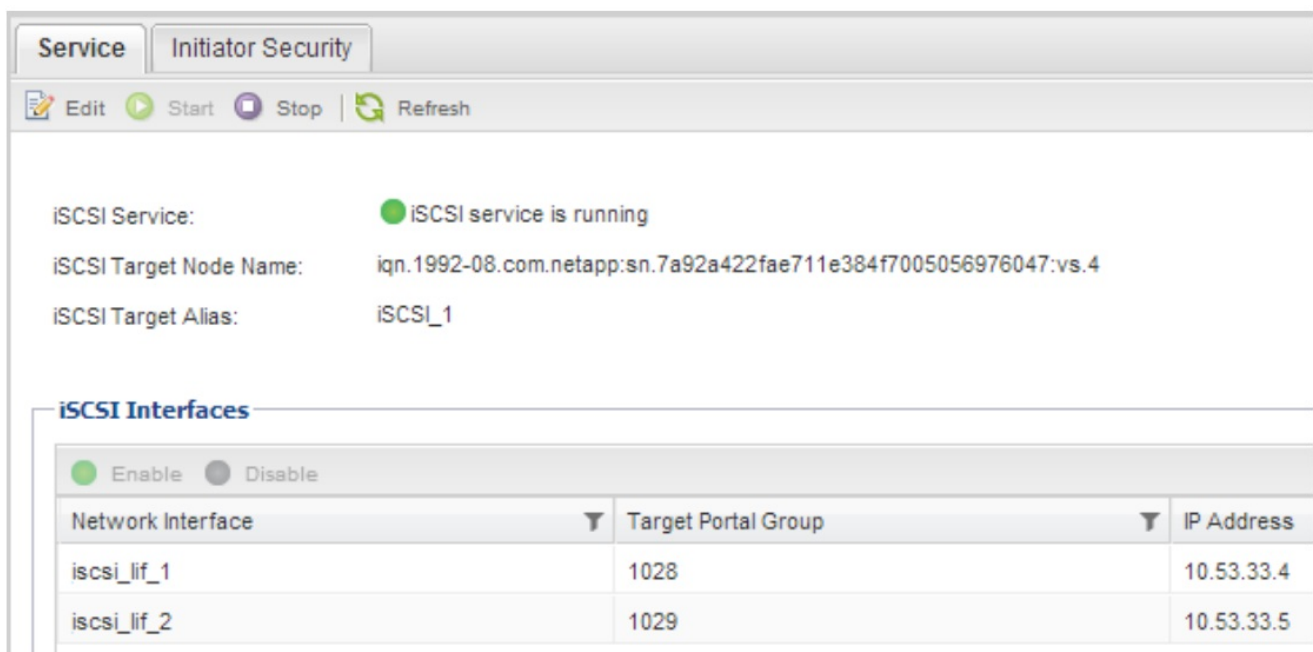 Service Initiator Security
Edit Start Stop Refresh
iSCSI Service: iSCSI service is running
iSCSI Target Node Name: iqn.1992-08.com.netapp:sn.7a92a422fae711e384f7005056976047:vs.4
iSCSI Target Alias: iSCSI_1
iSCSI Interfaces
Enable Disable
Network Interface Target Portal Group IP Address
iscsi_lif_1 1028 10.53.33.4
iscsi_lif_2 1029 10.53.33.5